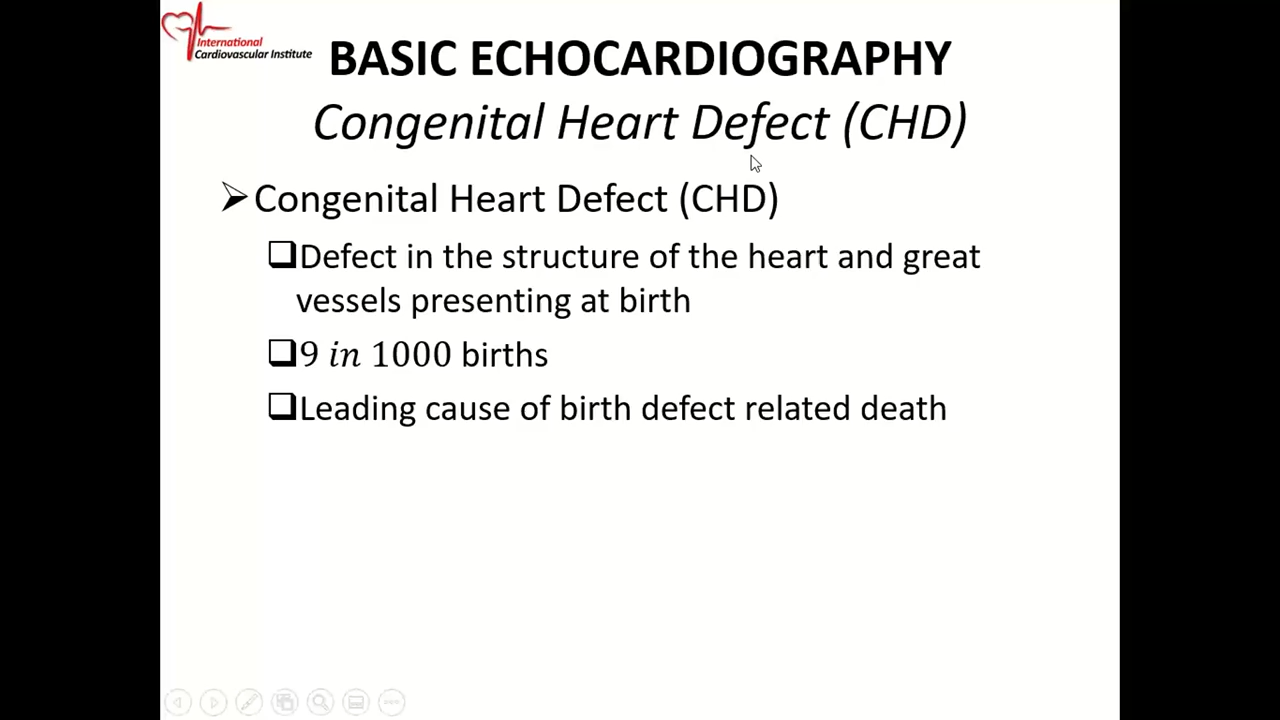 International
Cardiovascular Institute
BASIC ECHOCARDIOGRAPHY
Congenital Heart Defect (CHD)
Congenital Heart Defect (CHD)
Defect in the structure of the heart and great
vessels presenting at birth
9 in 1000 births
Leading cause of birth defect related death